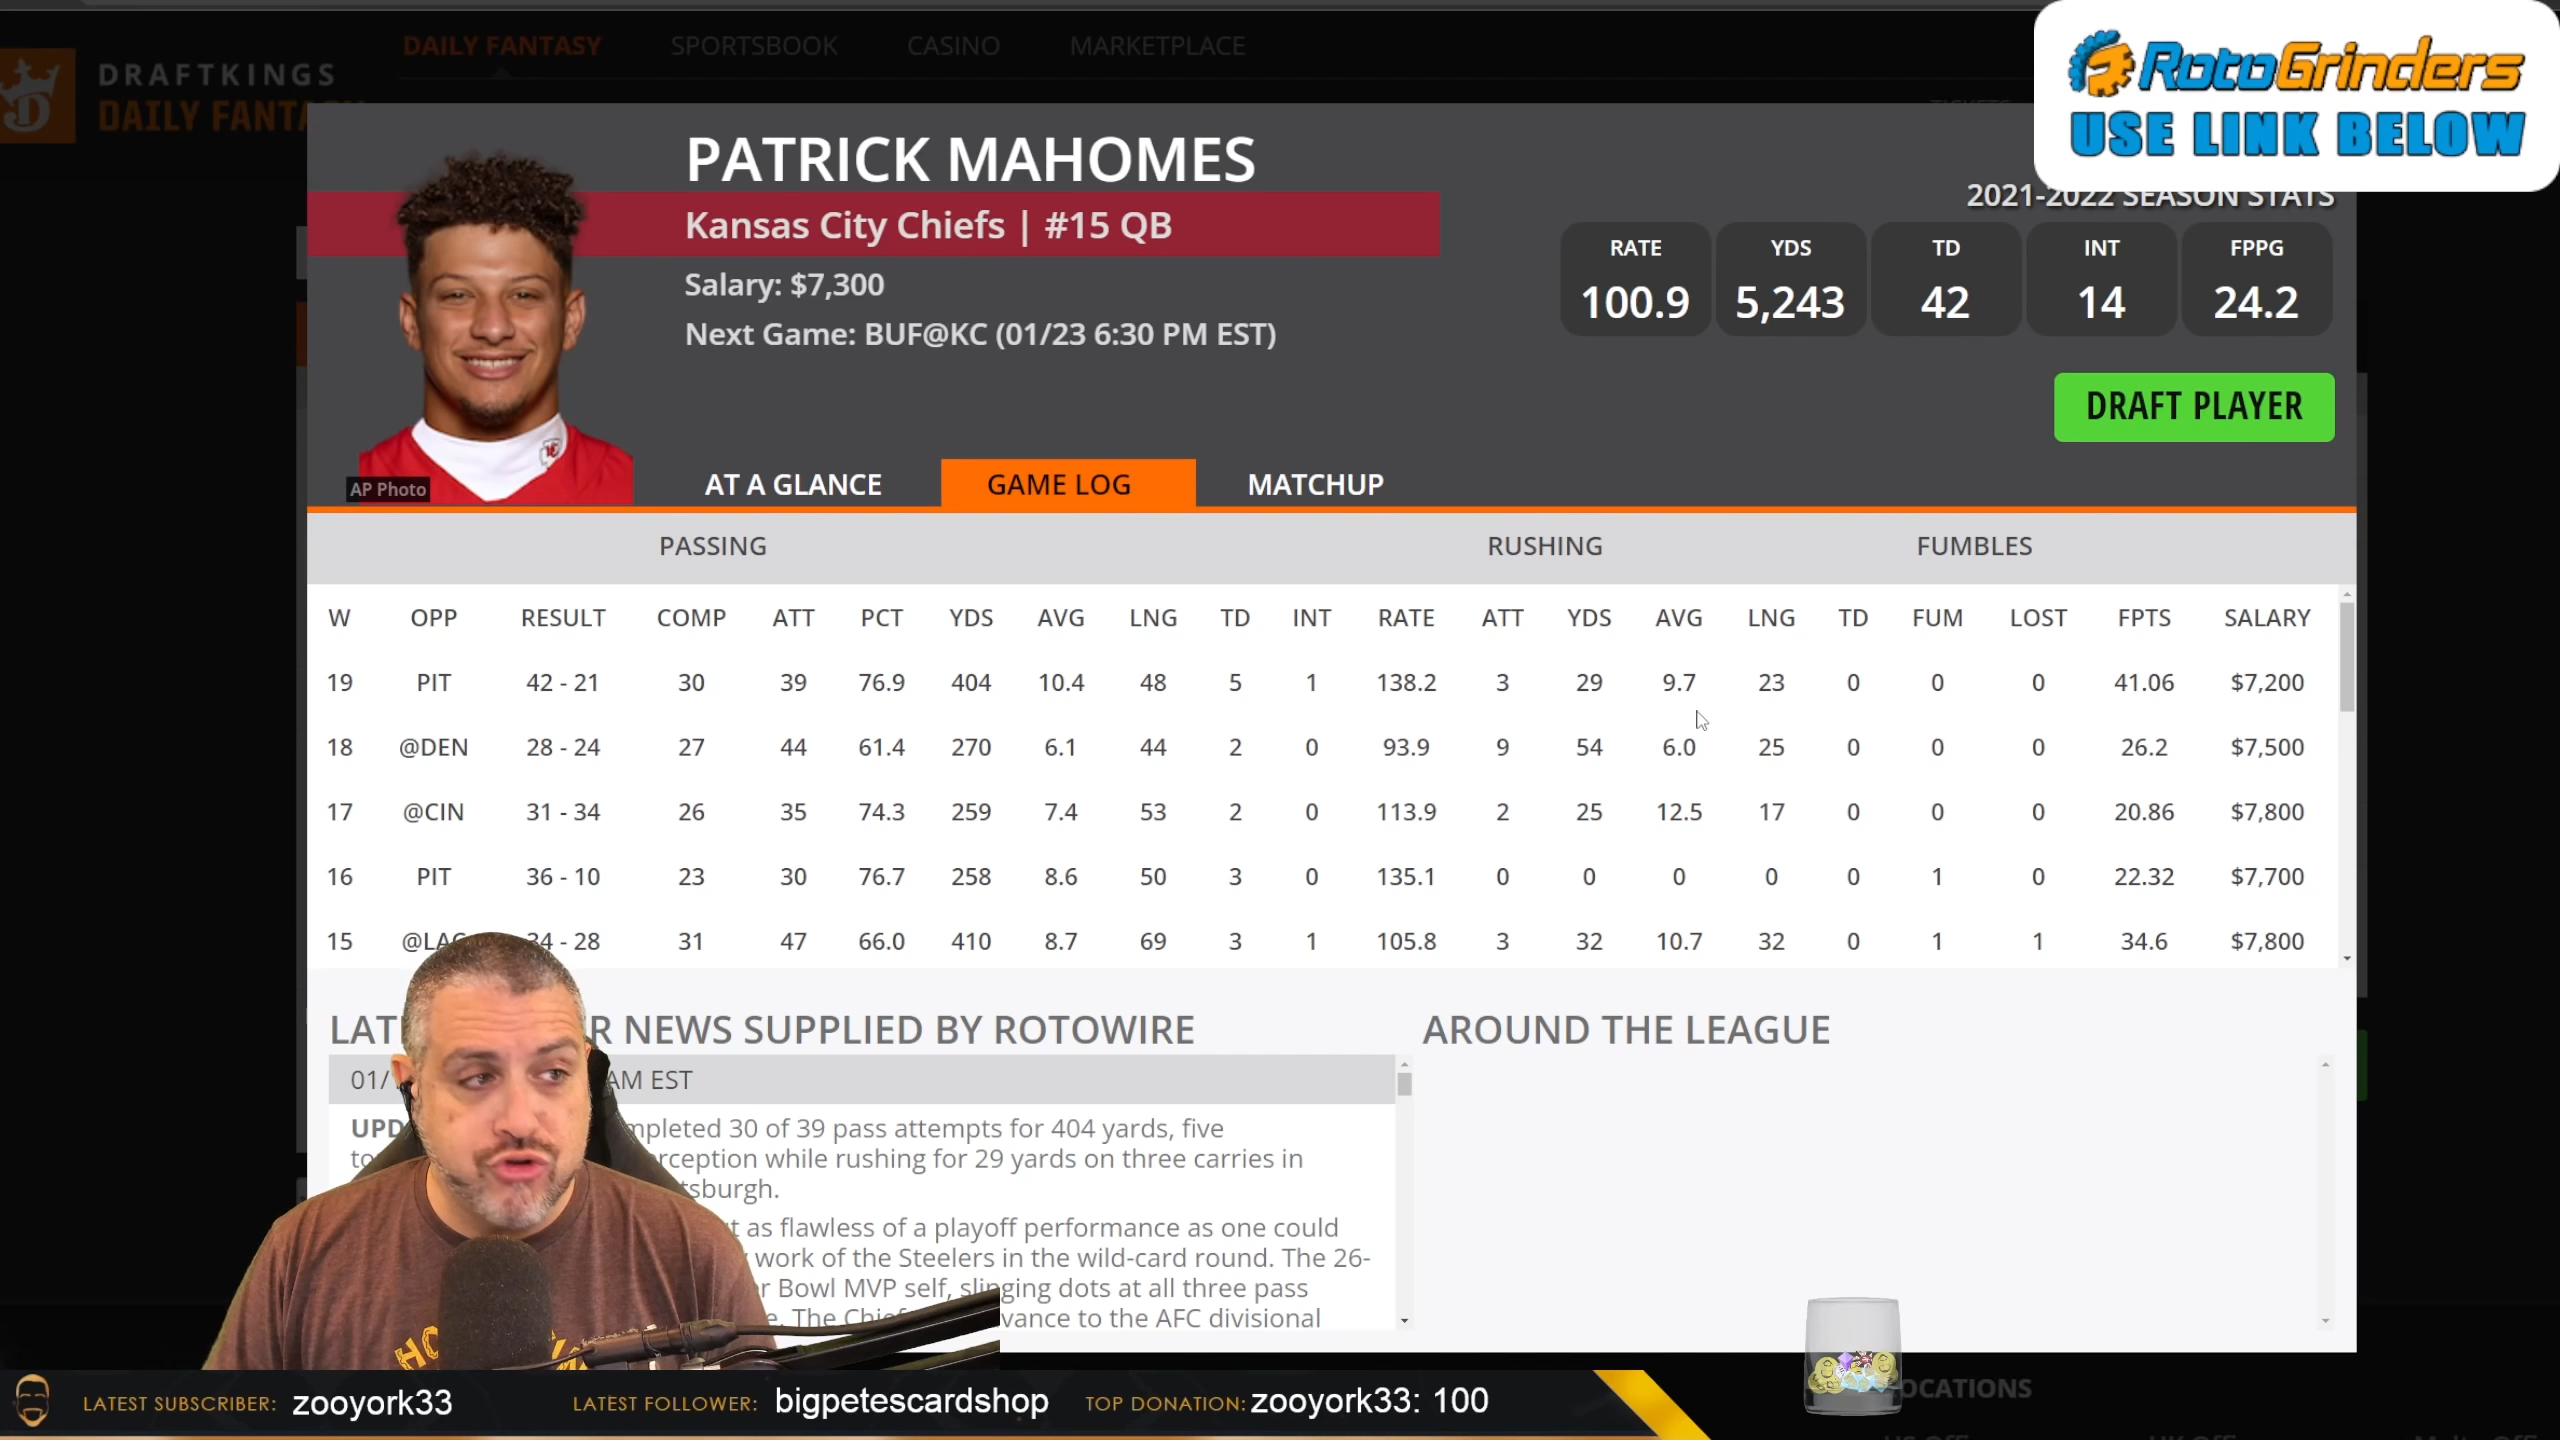 DAILY FANTASY SPORTSBOOK CASINO MARKETPLACE
DRAFTKINGS
DAILY
RotoGrinders
USE LINK BELOW
PATRICK MAHOMES
Kansas City Chiefs | #15 QB
Salary: $7,300
Next Game: BUF@KC (01/23 6:30 PM EST)
AP Photo
2021-2022 SEASON STATS
RATE YDS TD INT FPPG
100.9 5,243 42 14 24.2
DRAFT PLAYER
AT A GLANCE GAME LOG MATCHUP
PASSING RUSHING FUMBLES
W OPP RESULT COMP ATT PCT YDS AVG LNG TD INT RATE ATT YDS AVG LNG TD FUM LOST FPTS SALARY
19 PIT 42 - 21 30 39 76.9 404 10.4 48 5 1 138.2 3 29 9.7 23 0 0 0 41.06 $7,200
18 @DEN 28 - 24 27 44 61.4 270 6.1 44 2 0 93.9 9 54 6.0 25 0 0 0 26.2 $7,500
17 @CIN 31 - 34 26 35 74.3 259 7.4 53 2 0 113.9 2 25 12.5 17 0 0 0 20.86 $7,800
16 PIT 36 - 10 23 30 76.7 258 8.6 50 3 0 135.1 0 0 0 0 0 1 0 22.32 $7,700
15 @LAC 34 - 28 31 47 66.0 410 8.7 69 3 1 105.8 3 32 10.7 32 0 1 1 34.6 $7,800
NEWS SUPPLIED BY ROTOWIRE
AROUND THE LEAGUE
01/ AM EST
30 of 39 pass attempts for 404 yards, five
while rushing for 29 yards on three carries in
as flawless of a playoff performance as one could
work of the Steelers in the wild-card round. The 26-
Bowl MVP self, slinging dots at all three pass
The to the AFC divisional
LATEST SUBSCRIBER: zooyork33 LATEST FOLLOWER: bigpetescardshop TOP DONATION: zooyork33: 100